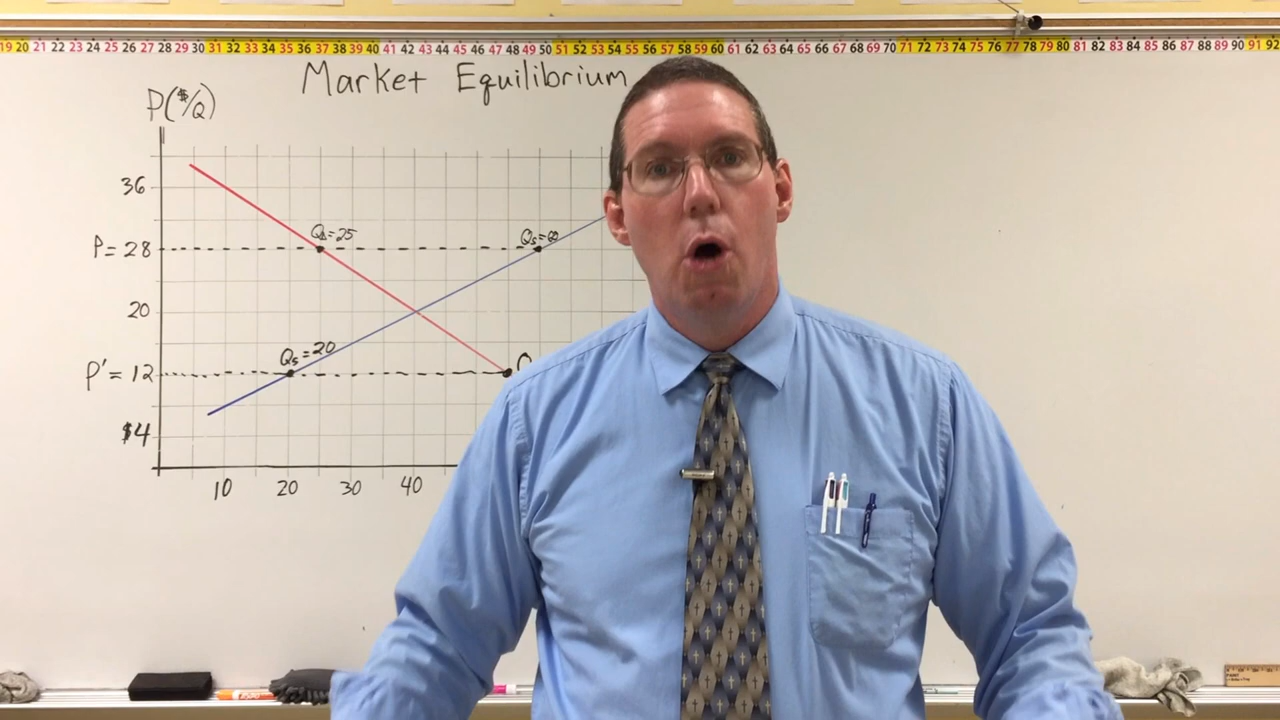 19 20 21 22 23 24 25 26 27 28 29 30 31 32 33 34 35 36 37 38 39 40 41 42 43 44 45 46 47 48 49 50 51 52 53 54 55 56 57 58 59 60 61 62 63 64 65 66 67 68 69 70 71 72 73 74 75 76 77 78 79 80 81 82 83 84 85 86 87 88 89 90 91 92
Market Equilibrium
P($/Q)
36
Qd=25
Qs=60
P=28
20
Qs=20
P'=12
Q
$4
10 20 30 40